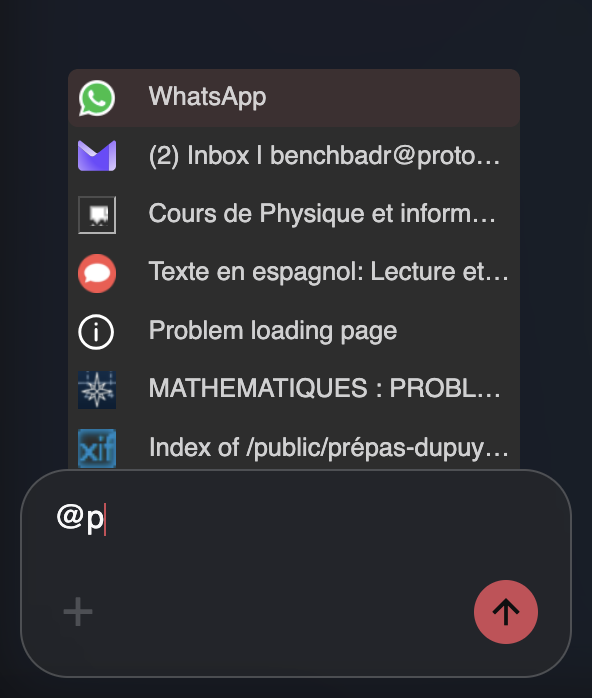 WhatsApp
(2) Inbox | benchbadr@proto…
Cours de Physique et inform…
Texte en espagnol: Lecture et…
Problem loading page
MATHEMATIQUES : PROBL…
xif
Index of /public/prépas-dupuy…
@p